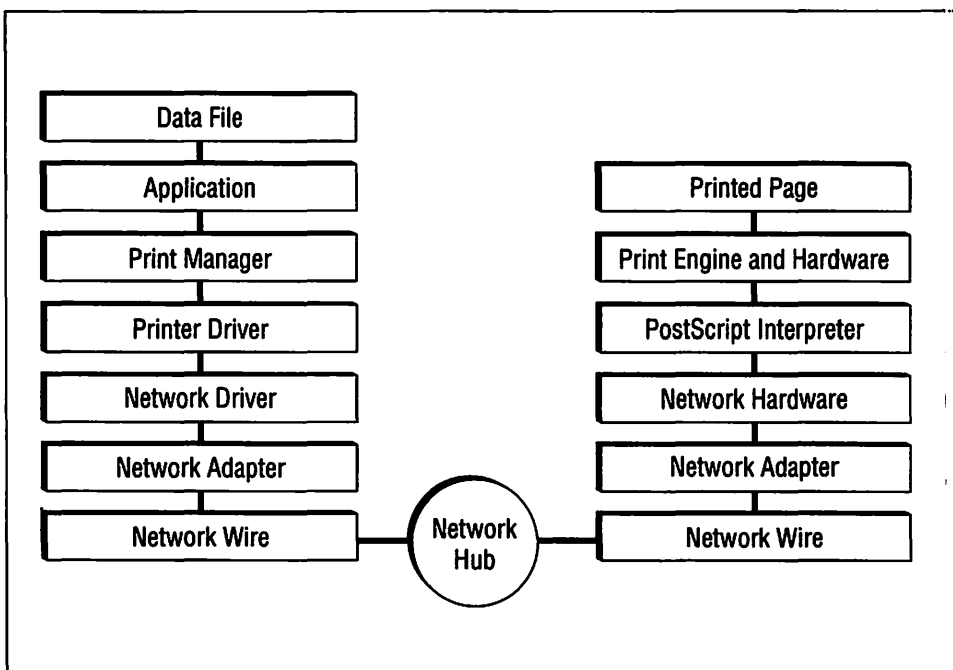 Data File
Application
Print Manager
Printer Driver
Network Driver
Network Adapter
Network Wire
Network
Hub
Printed Page
Print Engine and Hardware
PostScript Interpreter
Network Hardware
Network Adapter
Network Wire